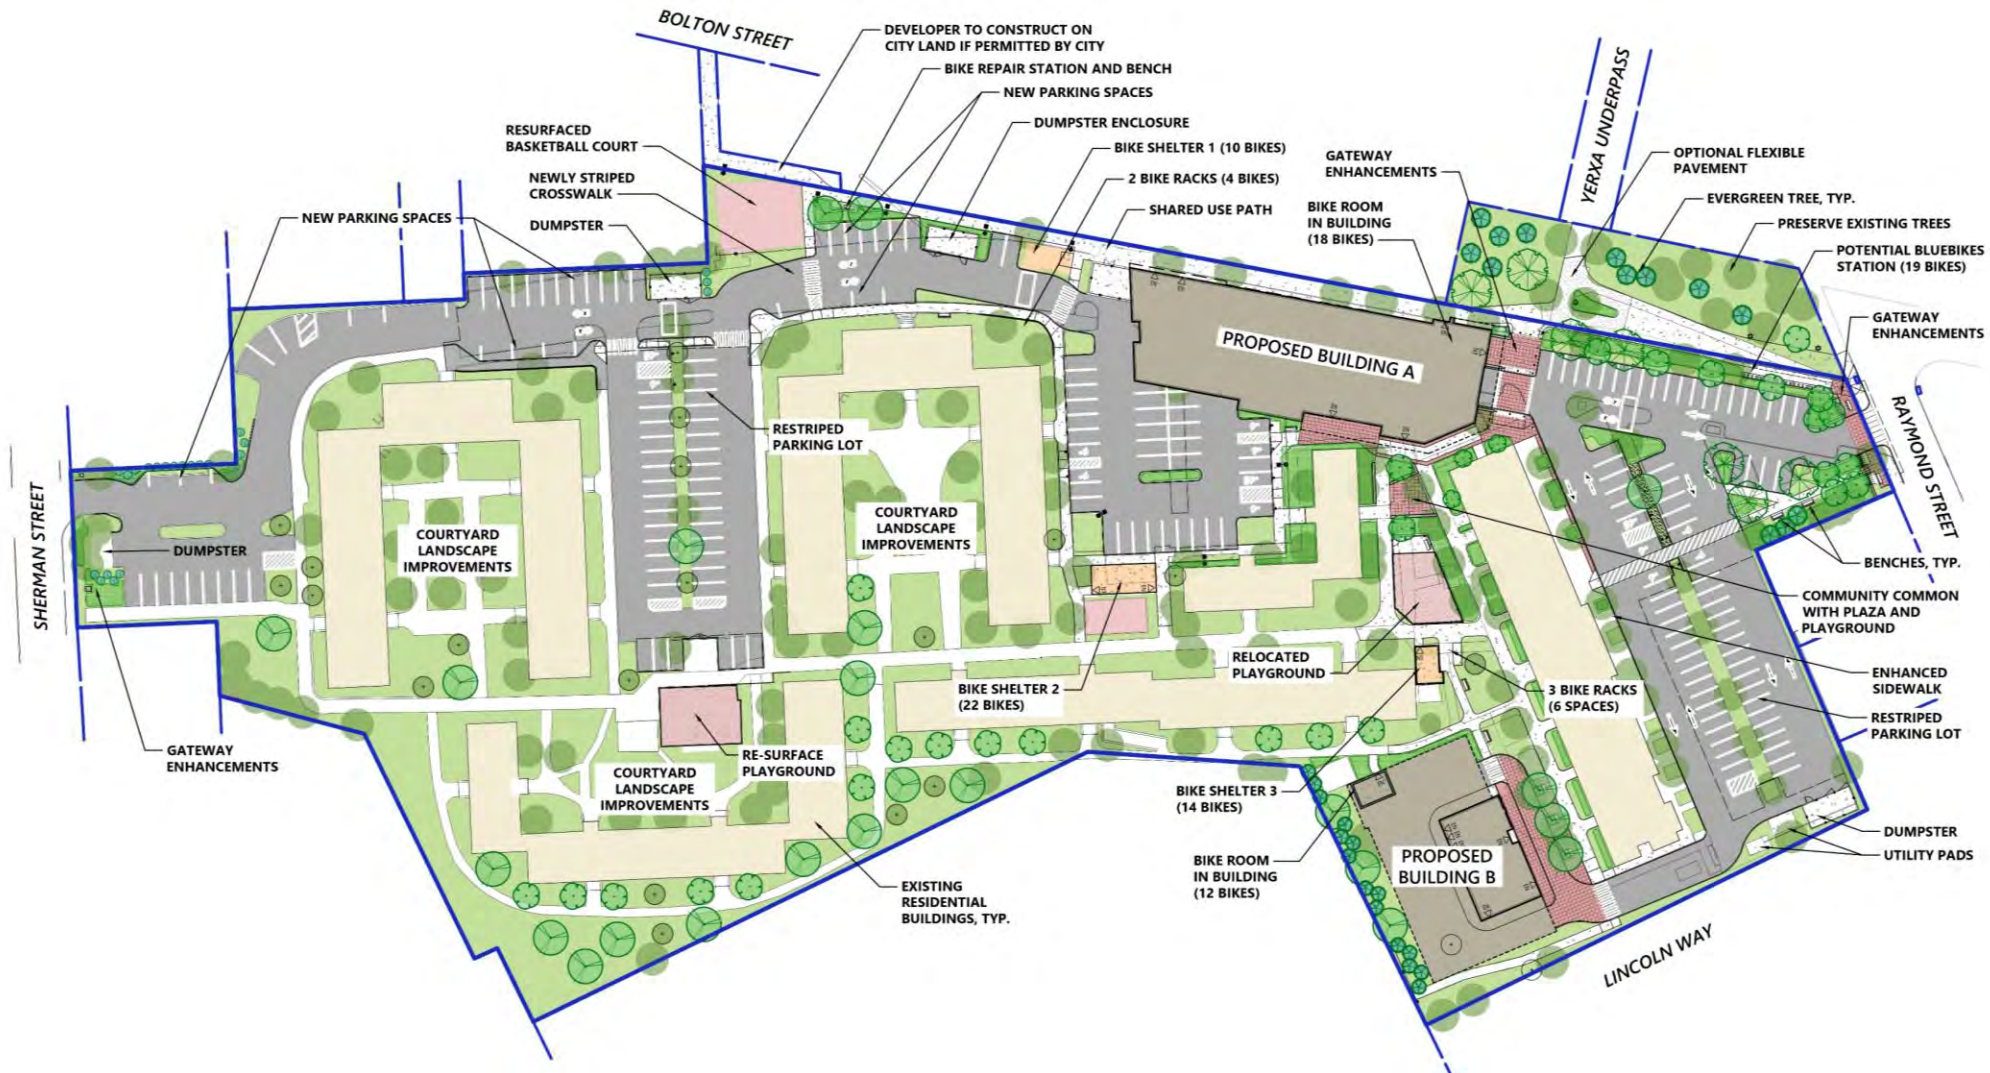 BOLTON STREET
DEVELOPER TO CONSTRUCT ON
CITY LAND IF PERMITTED BY CITY
BIKE REPAIR STATION AND BENCH
NEW PARKING SPACES
DUMPSTER ENCLOSURE
BIKE SHELTER 1 (10 BIKES)
2 BIKE RACKS (4 BIKES)
SHARED USE PATH
RESURFACED
BASKETBALL COURT
NEWLY STRIPED
CROSSWALK
DUMPSTER
NEW PARKING SPACES
GATEWAY
ENHANCEMENTS
BIKE ROOM
IN BUILDING
(18 BIKES)
YERXA UNDERPASS
OPTIONAL FLEXIBLE
PAVEMENT
EVERGREEN TREE, TYP.
PRESERVE EXISTING TREES
POTENTIAL BLUEBIKES
STATION (19 BIKES)
GATEWAY
ENHANCEMENTS
RAYMOND STREET
PROPOSED BUILDING A
RESTRIPED
PARKING LOT
COURTYARD
LANDSCAPE
IMPROVEMENTS
COURTYARD
LANDSCAPE
IMPROVEMENTS
SHERMAN STREET
DUMPSTER
BENCHES, TYP.
COMMUNITY COMMON
WITH PLAZA AND
PLAYGROUND
ENHANCED
SIDEWALK
RESTRIPED
PARKING LOT
RELOCATED
PLAYGROUND
BIKE SHELTER 2
(22 BIKES)
3 BIKE RACKS
(6 SPACES)
GATEWAY
ENHANCEMENTS
RE-SURFACE
PLAYGROUND
COURTYARD
LANDSCAPE
IMPROVEMENTS
BIKE SHELTER 3
(14 BIKES)
BIKE ROOM
IN BUILDING
(12 BIKES)
PROPOSED
BUILDING B
DUMPSTER
UTILITY PADS
EXISTING
RESIDENTIAL
BUILDINGS, TYP.
LINCOLN WAY